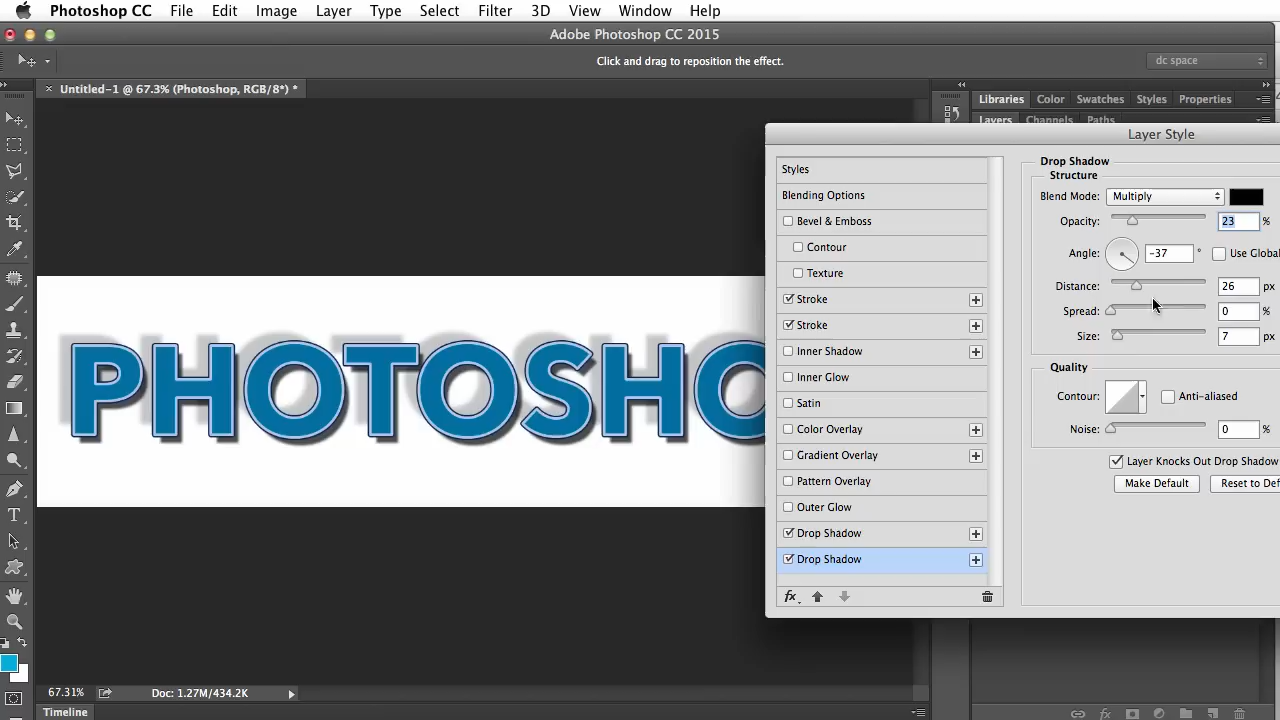 Photoshop CC File Edit Image Layer Type Select Filter 3D View Window Help
Adobe Photoshop CC 2015
Click and drag to reposition the effect.
dc space
Untitled-1 @ 67.3% (Photoshop, RGB/8*) *
Libraries Color Swatches Styles Properties
Layers Channels Paths
Layer Style
Styles
Blending Options
Bevel & Emboss
Contour
Texture
Stroke
Stroke
Inner Shadow
Inner Glow
Satin
Color Overlay
Gradient Overlay
Pattern Overlay
Outer Glow
Drop Shadow
Drop Shadow
fx
Drop Shadow
Structure
Blend Mode: Multiply
Opacity: 23 %
Angle: -37 ° Use Global
Distance: 26 px
Spread: 0 %
Size: 7 px
Quality
Contour: Anti-aliased
Noise: 0 %
Layer Knocks Out Drop Shadow
Make Default Reset to Def
PHOTOSHO
67.31% Doc: 1.27M/434.2K
Timeline
fx